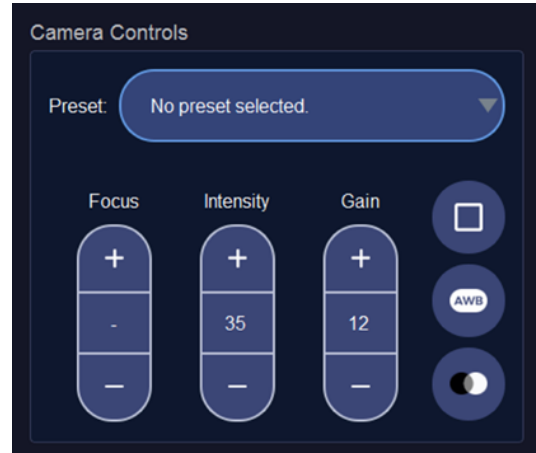 Camera Controls
Preset: No preset selected.
Focus Intensity Gain
+ + +
- 35 12
AWB
− − −